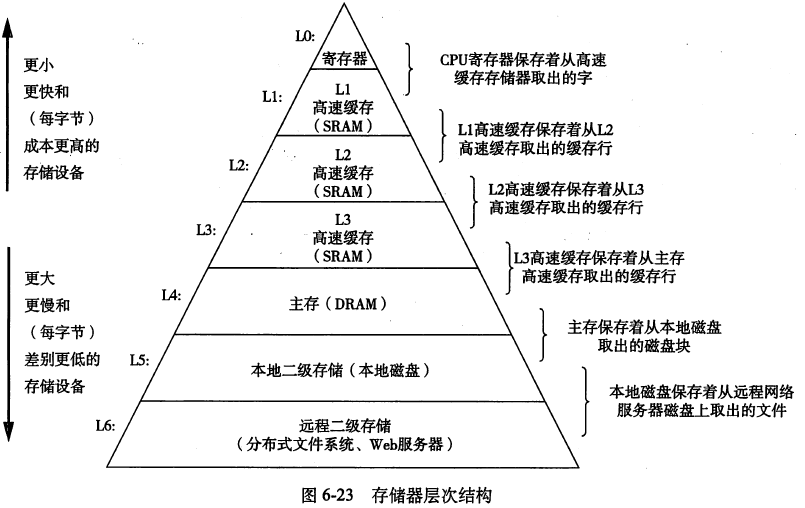 更小
更快和
（每字节）
成本更高的
存储设备
更大
更慢和
（每字节）
差别更低的
存储设备
L0:
寄存器
L1:
L1
高速缓存
（SRAM）
L2:
L2
高速缓存
（SRAM）
L3:
L3
高速缓存
（SRAM）
L4:
主存（DRAM）
L5:
本地二级存储（本地磁盘）
L6:
远程二级存储
（分布式文件系统、Web服务器）
CPU寄存器保存着从高速
缓存存储器取出的字
L1高速缓存保存着从L2
高速缓存取出的缓存行
L2高速缓存保存着从L3
高速缓存取出的缓存行
L3高速缓存保存着从主存
高速缓存取出的缓存行
主存保存着从本地磁盘
取出的磁盘块
本地磁盘保存着从远程网络
服务器磁盘上取出的文件
图 6-23 存储器层次结构